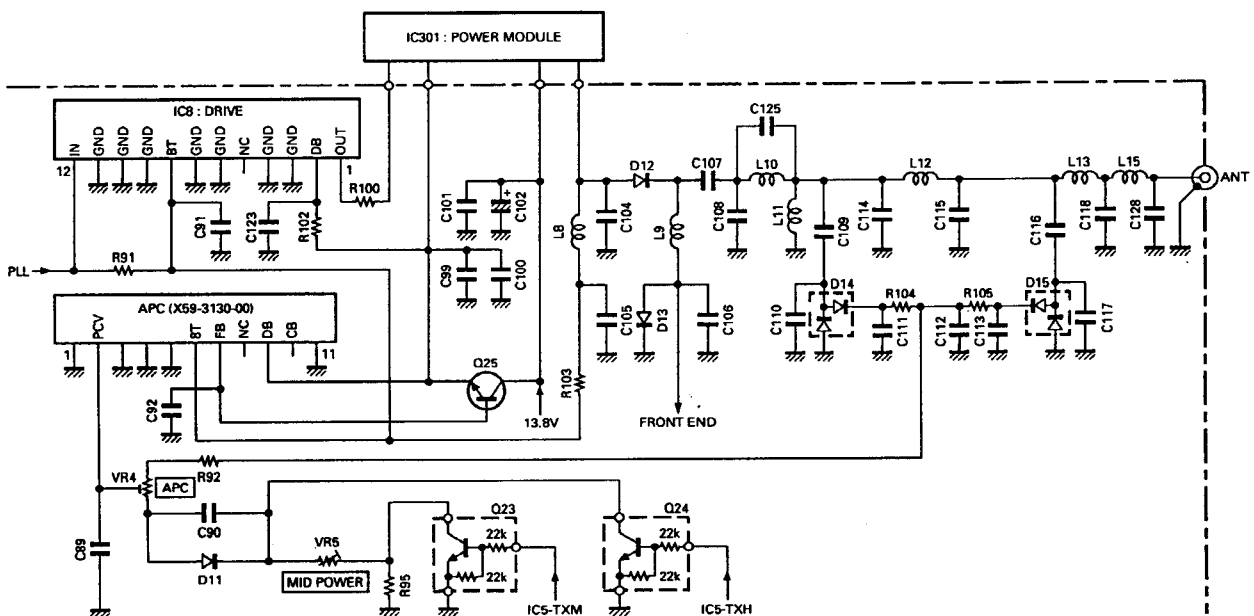 IC301 : POWER MODULE
IC8 : DRIVE
IN
GND
GND
GND
BT
GND
GND
NC
GND
GND
DB
OUT
12
1
R100
C91
C123
R102
PLL
R91
C101
C102
+
C99
C100
L8
C104
D12
C107
C125
L10
C108
L9
L11
C109
C114
L12
C115
C116
L13
L15
C118
C128
ANT
C105
D13
C106
C110
D14
R104
C111
C112
R105
C113
D15
C117
APC (X59-3130-00)
1
PCV
8T
FB
NC
DB
CB
11
Q25
C92
R103
13.8V
FRONT END
R92
VR4
APC
C90
C89
D11
VR5
MID POWER
R95
Q23
22k
22k
IC5-TXM
Q24
22k
22k
IC5-TXH